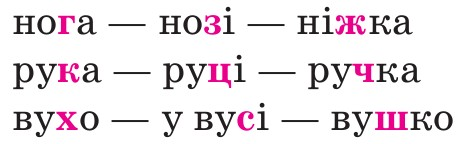 нога — нозі — ніжка
рука — руці — ручка
вухо — у вусі — вушко